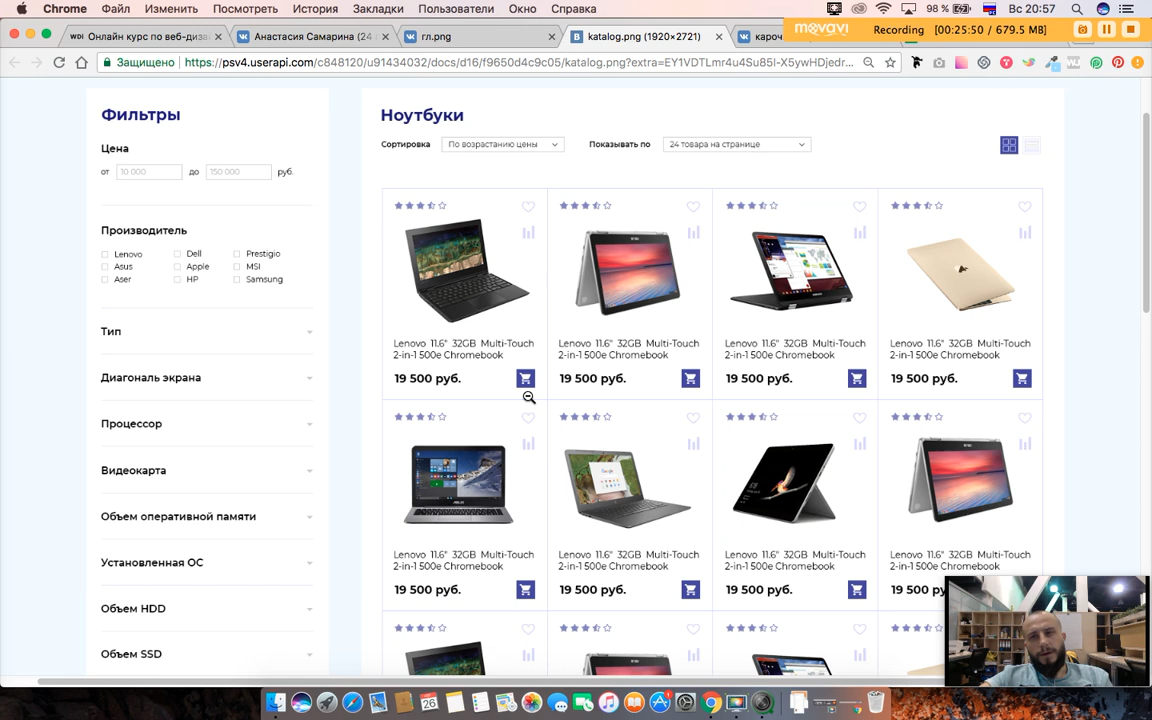 Chrome Файл Изменить Посмотреть История Закладки Пользователи Окно Справка
98 % Вс 20:57
movavi Recording [00:25:50 / 679.5 MB]
WDI Онлайн курс по веб-диза
Анастасия Самарина (24
гл.png
katalog.png (1920×2721)
кароч
Защищено https://psv4.userapi.com/c848120/u91434032/docs/d16/f9650d4c9c05/katalog.png?extra=EY1VDTLmr4u4Su85I-X5ywHDjedr...
Фильтры
Цена
от 10 000 до 150 000 руб.
Производитель
Lenovo Dell Prestigio
Asus Apple MSI
Aser HP Samsung
Тип
Диагональ экрана
Процессор
Видеокарта
Объем оперативной памяти
Установленная ОС
Объем HDD
Объем SSD
Ноутбуки
Сортировка По возрастанию цены Показывать по 24 товара на странице
Lenovo 11.6" 32GB Multi-Touch
2-in-1 500e Chromebook
19 500 руб.
Lenovo 11.6" 32GB Multi-Touch
2-in-1 500e Chromebook
19 500 руб.
Lenovo 11.6" 32GB Multi-Touch
2-in-1 500e Chromebook
19 500 руб.
Lenovo 11.6" 32GB Multi-Touch
2-in-1 500e Chromebook
19 500 руб.
Lenovo 11.6" 32GB Multi-Touch
2-in-1 500e Chromebook
19 500 руб.
Lenovo 11.6" 32GB Multi-Touch
2-in-1 500e Chromebook
19 500 руб.
Lenovo 11.6" 32GB Multi-Touch
2-in-1 500e Chromebook
19 500 руб.
Lenovo 11.6" 32GB Multi-Touch
2-in-1 500e Chromebook
19 500 руб.